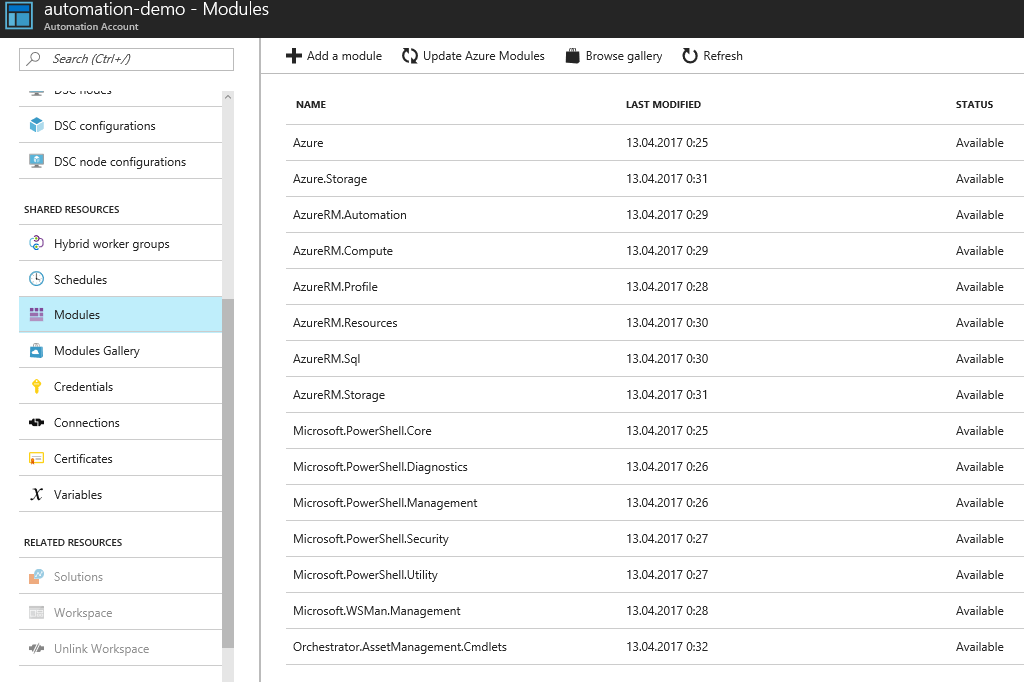 automation-demo - Modules
Automation Account
Search (Ctrl+/)
Add a module Update Azure Modules Browse gallery Refresh
DSC nodes
DSC configurations
DSC node configurations
SHARED RESOURCES
Hybrid worker groups
Schedules
Modules
Modules Gallery
Credentials
Connections
Certificates
Variables
RELATED RESOURCES
Solutions
Workspace
Unlink Workspace
NAME LAST MODIFIED STATUS
Azure 13.04.2017 0:25 Available
Azure.Storage 13.04.2017 0:31 Available
AzureRM.Automation 13.04.2017 0:29 Available
AzureRM.Compute 13.04.2017 0:29 Available
AzureRM.Profile 13.04.2017 0:28 Available
AzureRM.Resources 13.04.2017 0:30 Available
AzureRM.Sql 13.04.2017 0:30 Available
AzureRM.Storage 13.04.2017 0:31 Available
Microsoft.PowerShell.Core 13.04.2017 0:25 Available
Microsoft.PowerShell.Diagnostics 13.04.2017 0:26 Available
Microsoft.PowerShell.Management 13.04.2017 0:26 Available
Microsoft.PowerShell.Security 13.04.2017 0:27 Available
Microsoft.PowerShell.Utility 13.04.2017 0:27 Available
Microsoft.WSMan.Management 13.04.2017 0:28 Available
Orchestrator.AssetManagement.Cmdlets 13.04.2017 0:32 Available